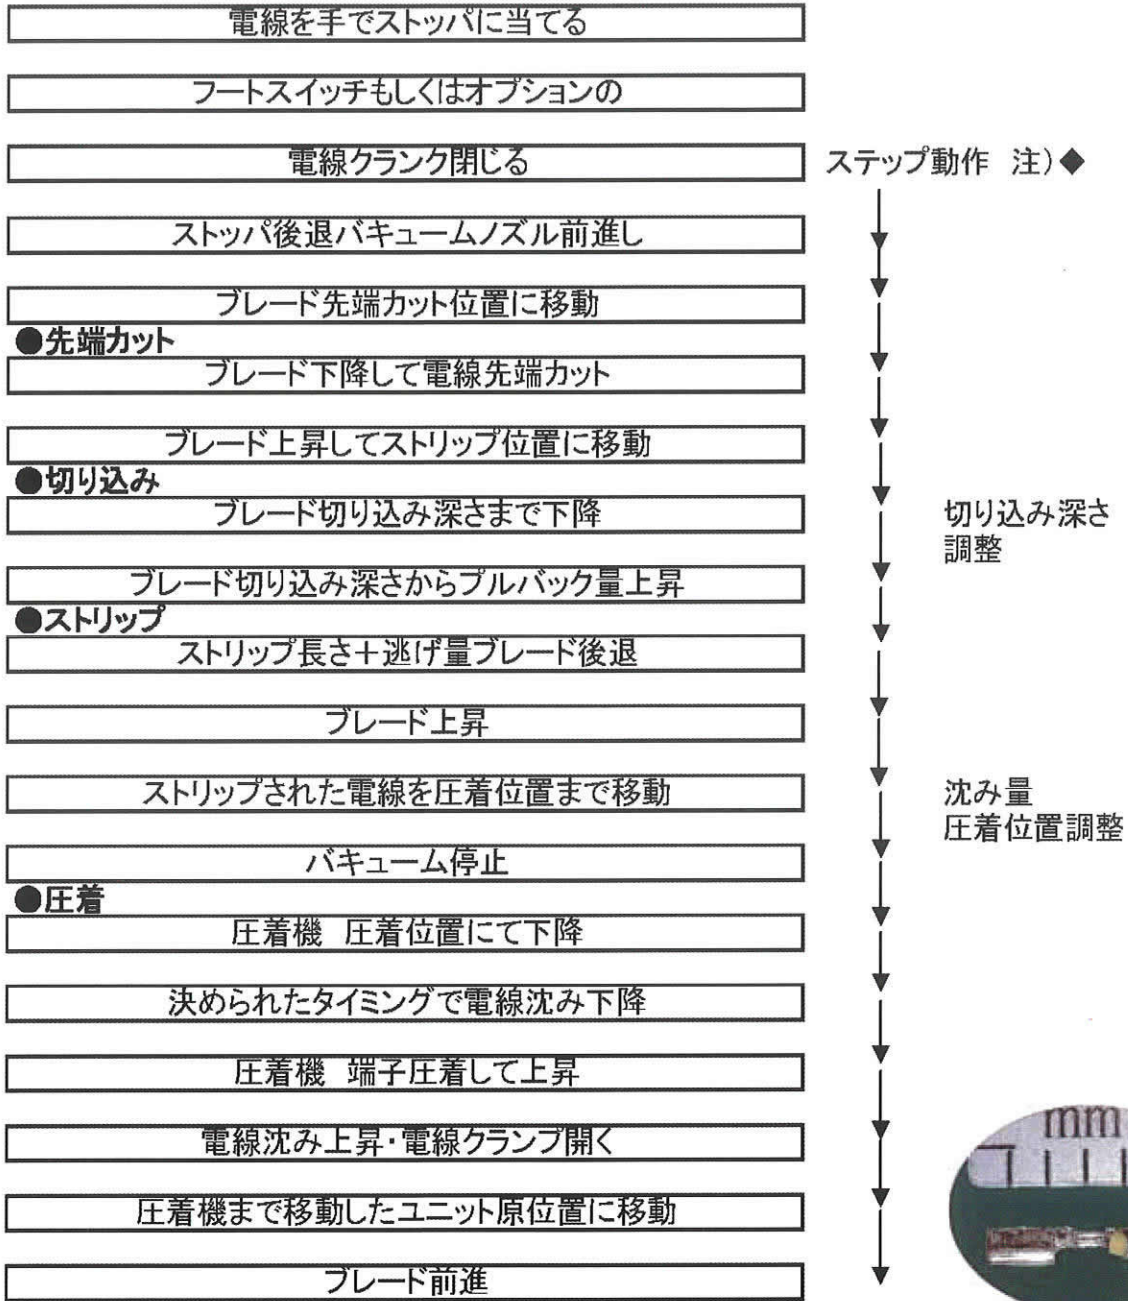 電線を手でストッパに当てる
フートスイッチもしくはオプションの
電線クランク閉じる
ステップ動作 注)◆
ストッパ後退バキュームノズル前進し
ブレード先端カット位置に移動
●先端カット
ブレード下降して電線先端カット
ブレード上昇してストリップ位置に移動
●切り込み
ブレード切り込み深さまで下降
切り込み深さ
調整
ブレード切り込み深さからプルバック量上昇
●ストリップ
ストリップ長さ＋逃げ量ブレード後退
ブレード上昇
ストリップされた電線を圧着位置まで移動
沈み量
圧着位置調整
バキューム停止
●圧着
圧着機 圧着位置にて下降
決められたタイミングで電線沈み下降
圧着機 端子圧着して上昇
電線沈み上昇・電線クランプ開く
mm
圧着機まで移動したユニット原位置に移動
ブレード前進